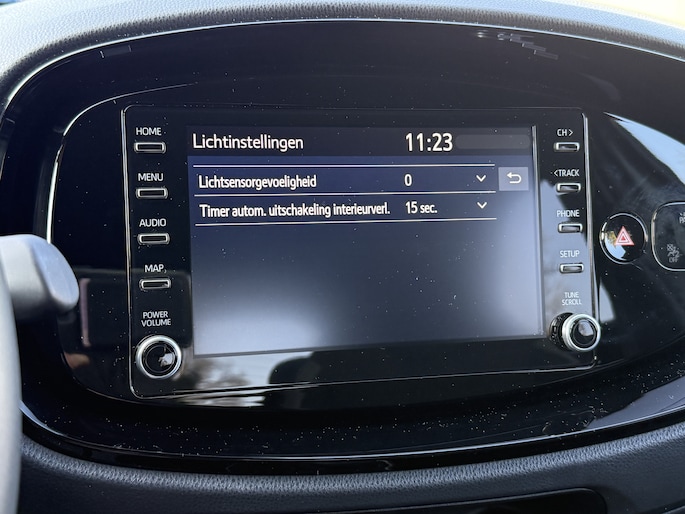 HOME
MENU
AUDIO
MAP
POWER
VOLUME
Lichtinstellingen 11:23
Lichtsensorgevoeligheid 0
Timer autom. uitschakeling interieurverl. 15 sec.
CH >
< TRACK
PHONE
SETUP
TUNE
SCROLL
OFF